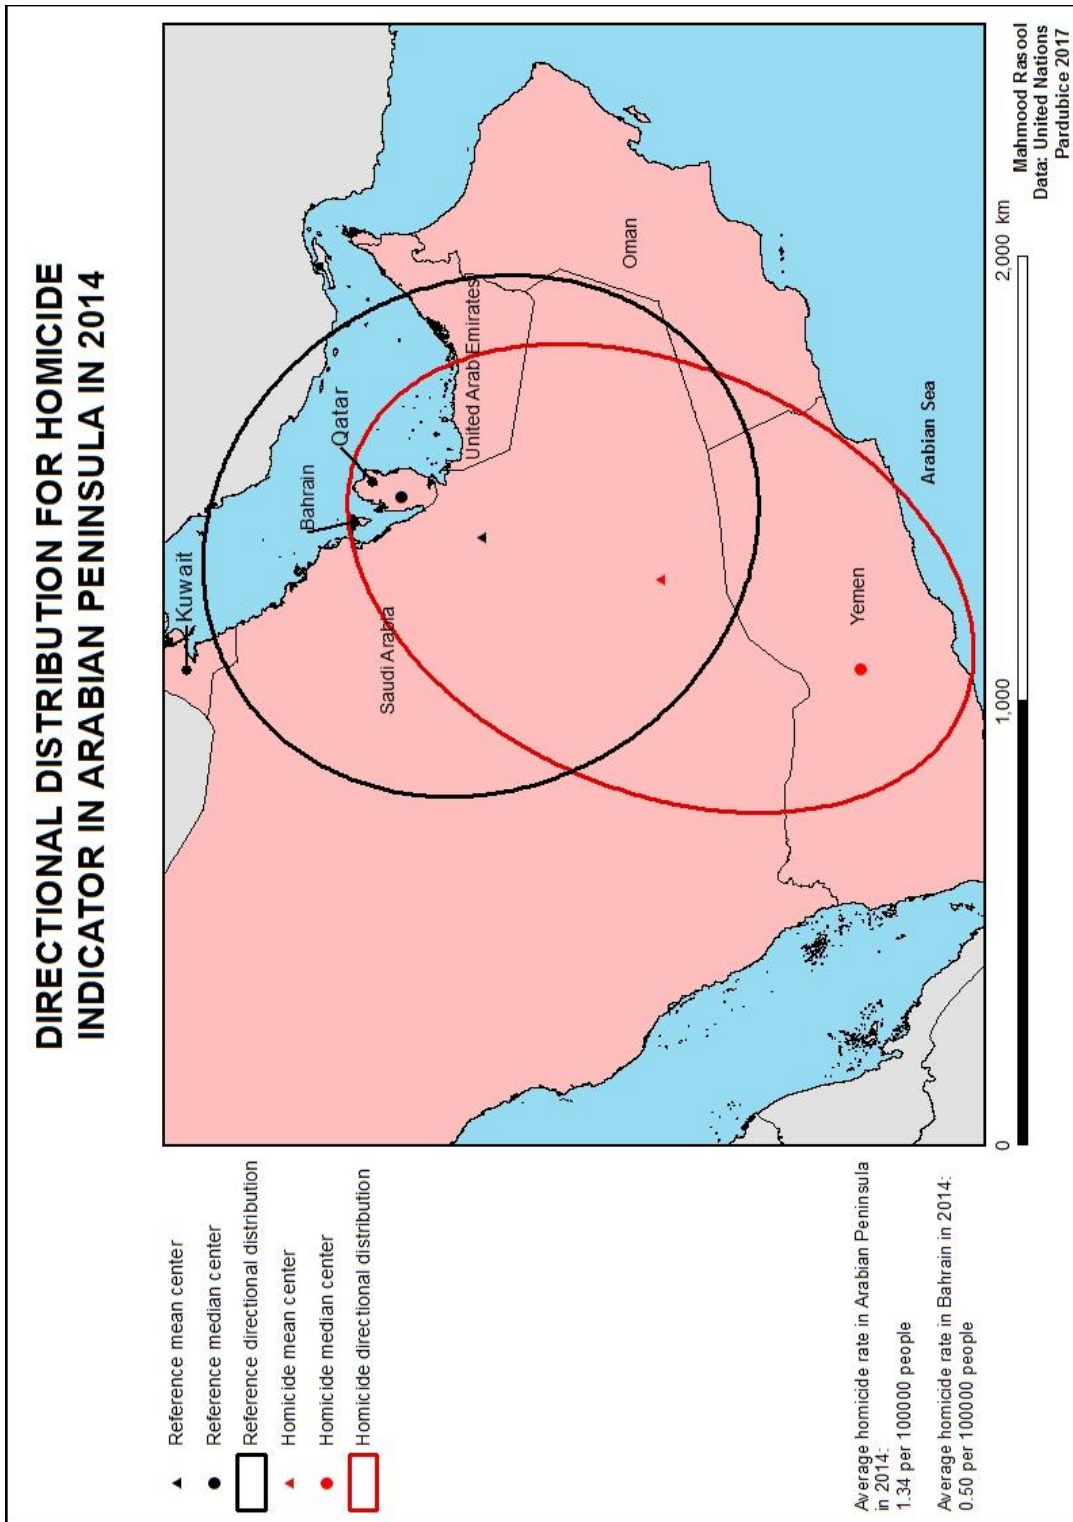 DIRECTIONAL DISTRIBUTION FOR HOMICIDE
INDICATOR IN ARABIAN PENINSULA IN 2014
Reference mean center
Reference median center
Reference directional distribution
Homicide mean center
Homicide median center
Homicide directional distribution
Average homicide rate in Arabian Peninsula
in 2014:
1.34 per 100000 people
Average homicide rate in Bahrain in 2014:
0.50 per 100000 people
Kuwait
Bahrain
Qatar
Saudi Arabia
United Arab Emirates
Oman
Yemen
Arabian Sea
0
1,000
2,000 km
Mahmood Rasool
Data: United Nations
Pardubice 2017